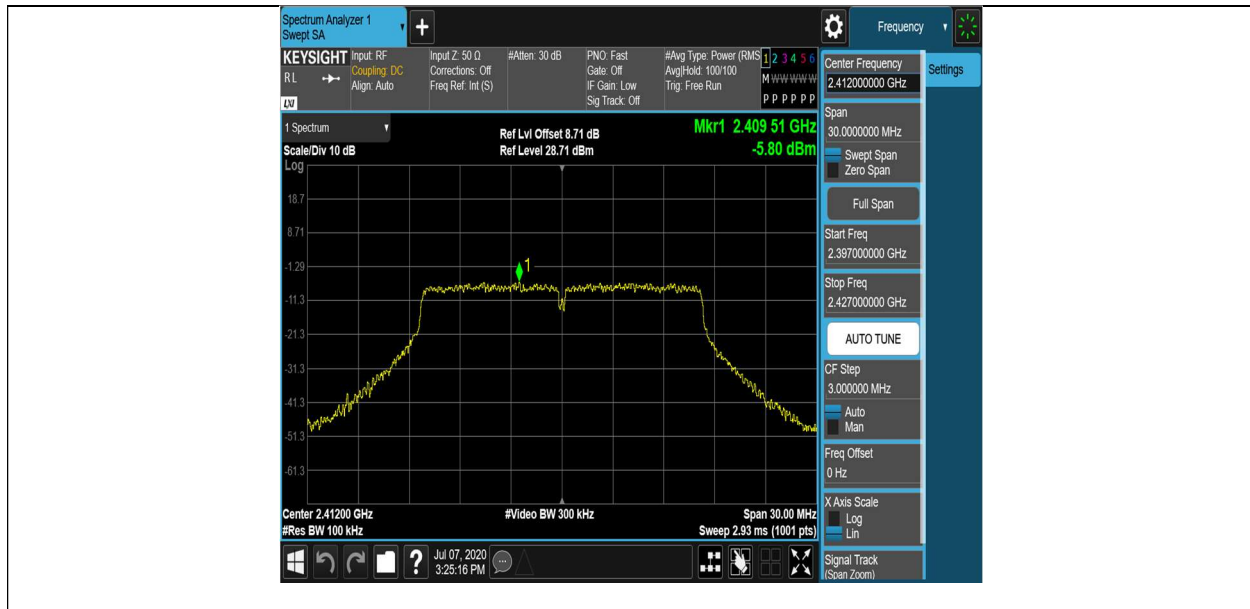 Spectrum Analyzer 1
Swept SA
+
Frequency
KEYSIGHT
R L
LXI
Input: RF
Coupling: DC
Align: Auto
Input Z: 50 Ω
Corrections: Off
Freq Ref: Int (S)
#Atten: 30 dB
PNO: Fast
Gate: Off
IF Gain: Low
Sig Track: Off
#Avg Type: Power (RMS
Avg|Hold: 100/100
Trig: Free Run
1 2 3 4 5 6
M W W W W W
P P P P P P
1 Spectrum
Scale/Div 10 dB
Ref Lvl Offset 8.71 dB
Ref Level 28.71 dBm
Mkr1 2.409 51 GHz
-5.80 dBm
Log
18.7
8.71
-1.29
-11.3
-21.3
-31.3
-41.3
-51.3
-61.3
1
Center 2.41200 GHz
#Video BW 300 kHz
Span 30.00 MHz
#Res BW 100 kHz
Sweep 2.93 ms (1001 pts)
Jul 07, 2020
3:25:16 PM
?
Center Frequency
2.412000000 GHz
Settings
Span
30.0000000 MHz
Swept Span
Zero Span
Full Span
Start Freq
2.397000000 GHz
Stop Freq
2.427000000 GHz
AUTO TUNE
CF Step
3.000000 MHz
Auto
Man
Freq Offset
0 Hz
X Axis Scale
Log
Lin
Signal Track
(Span Zoom)